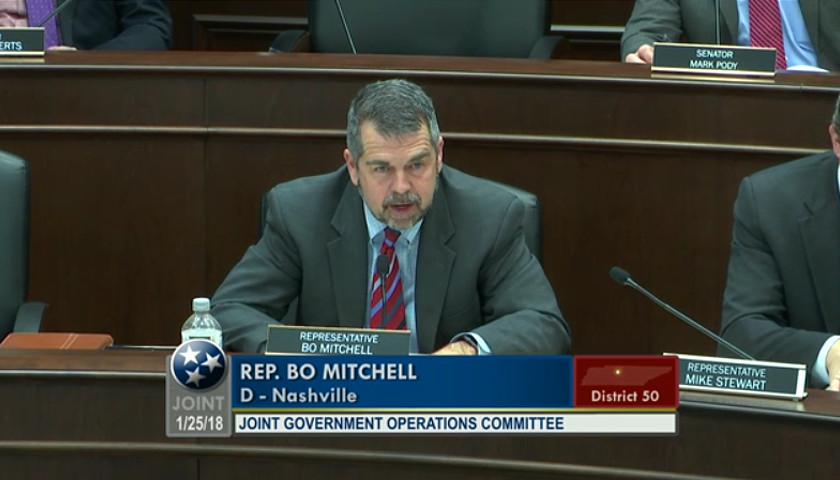 ERTS
SENATOR
MARK PODY
REPRESENTATIVE
BO MITCHELL
REPRESENTATIVE
MIKE STEWART
JOINT
1/25/18
REP. BO MITCHELL
D - Nashville
District 50
JOINT GOVERNMENT OPERATIONS COMMITTEE